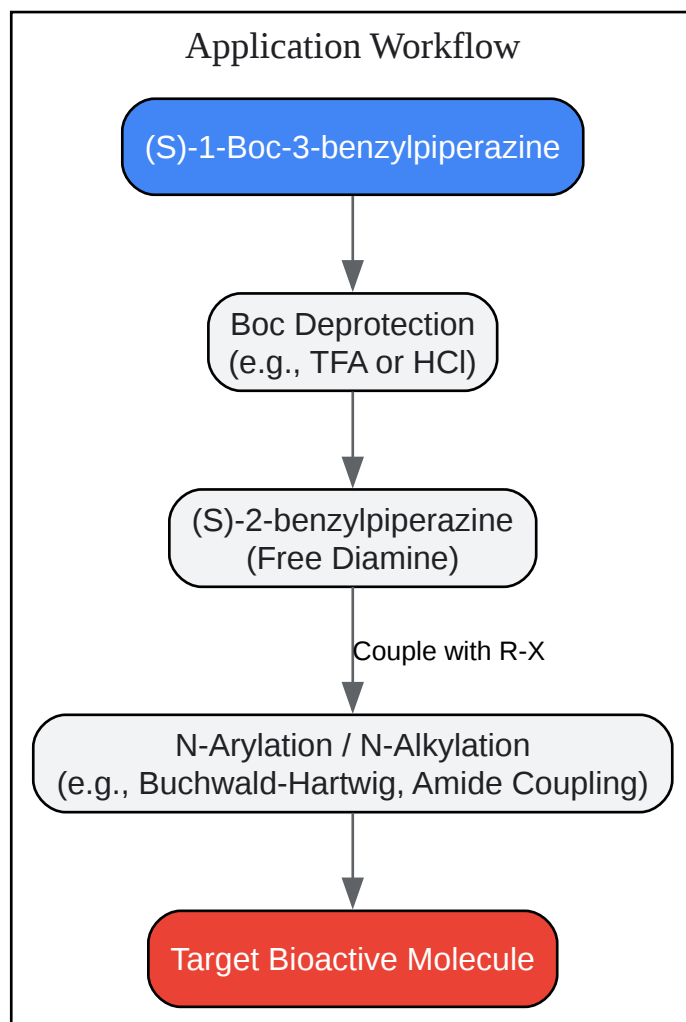 Application Workflow
(S)-1-Boc-3-benzylpiperazine
Boc Deprotection
(e.g., TFA or HCl)
(S)-2-benzylpiperazine
(Free Diamine)
Couple with R-X
N-Arylation / N-Alkylation
(e.g., Buchwald-Hartwig, Amide Coupling)
Target Bioactive Molecule